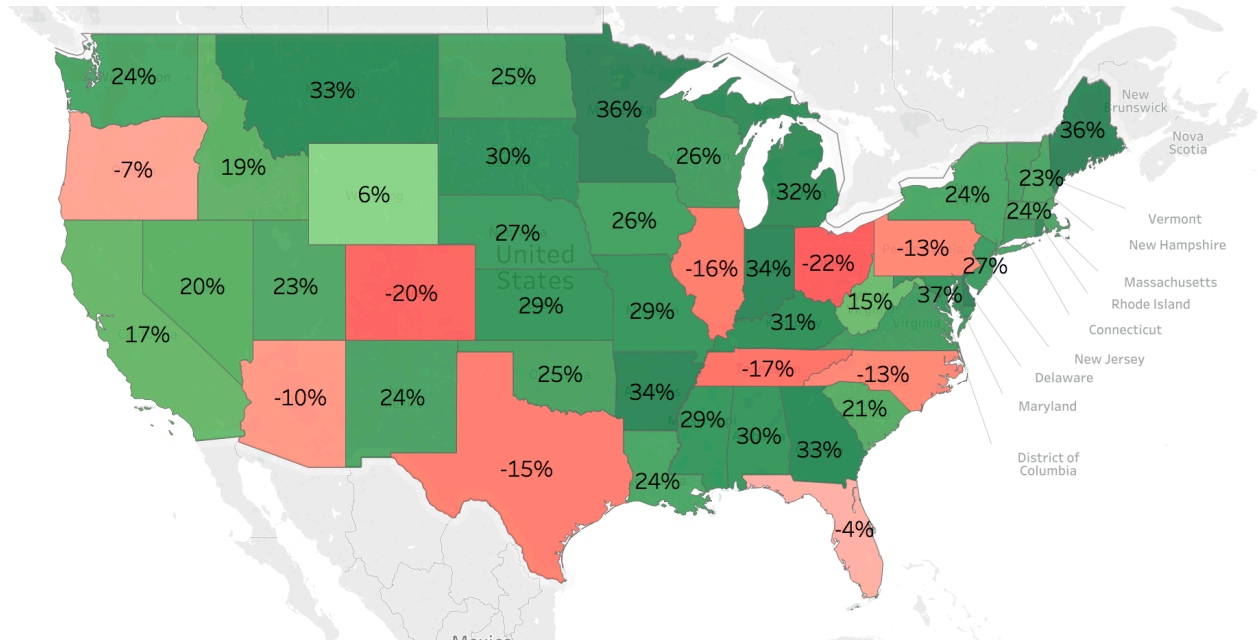 24%
33%
25%
36%
26%
32%
36%
New
Brunswick
Nova
Scotia
-7%
19%
6%
30%
23%
24%
24%
Vermont
New Hampshire
Massachusetts
Rhode Island
Connecticut
New Jersey
Delaware
Maryland
District of
Columbia
27%
United
States
26%
-16%
34%
-22%
-13%
27%
37%
15%
Virginia
20%
23%
-20%
29%
29%
31%
17%
-10%
24%
25%
34%
-17%
-13%
21%
29%
30%
33%
-15%
24%
-4%
Mexico